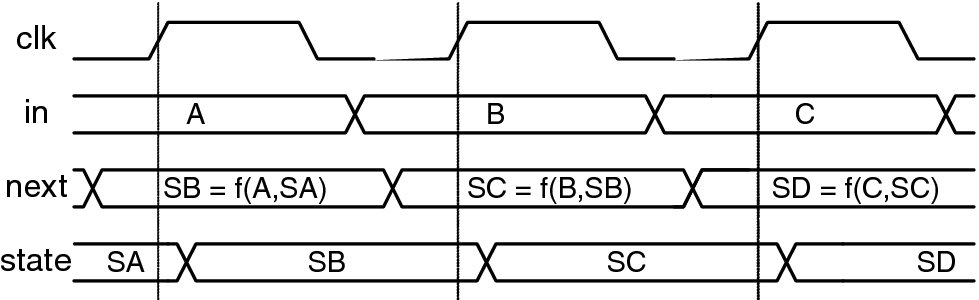 clk
in A B C
next SB = f(A,SA) SC = f(B,SB) SD = f(C,SC)
state SA SB SC SD